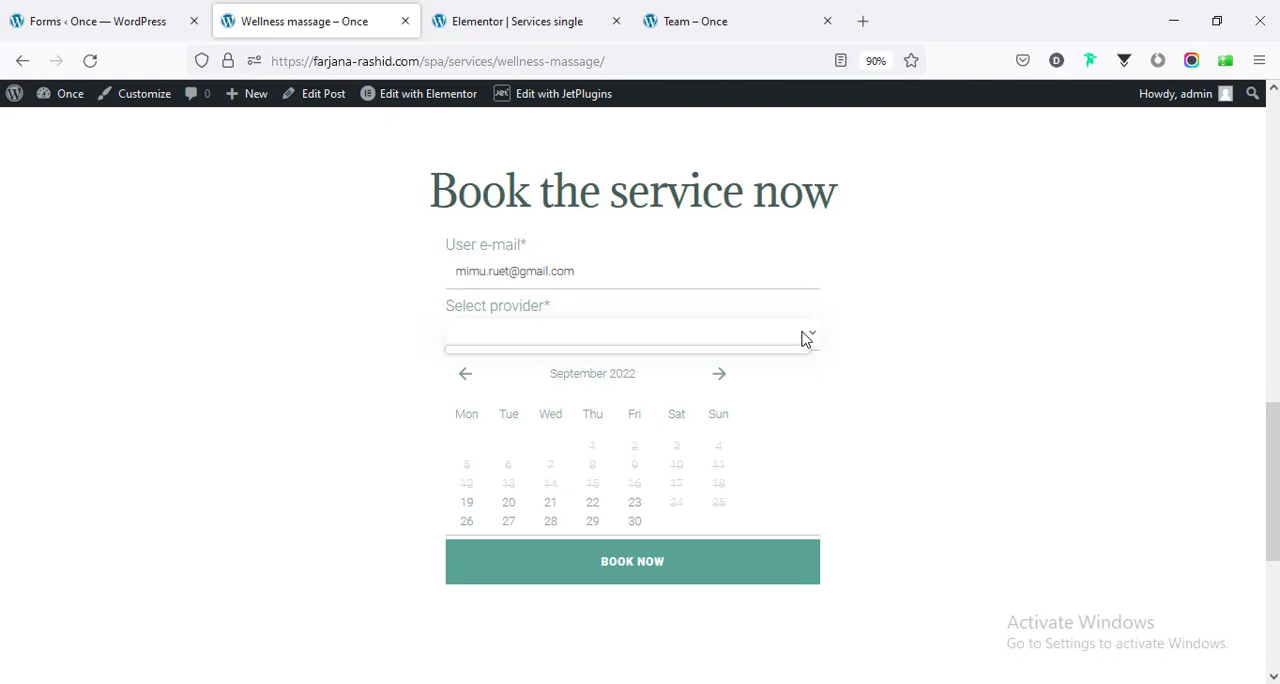 Forms ‹ Once — WordPress
Wellness massage – Once
Elementor | Services single
Team – Once
https://farjana-rashid.com/spa/service/wellness-massage/
90%
Once
Customize
0
New
Edit Post
Edit with Elementor
Jet Edit with JetPlugins
Howdy, admin
Book the service now
User e-mail*
mimu.ruet@gmail.com
Select provider*
September 2022
Mon Tue Wed Thu Fri Sat Sun
1 2 3 4
5 6 7 8 9 10 11
12 13 14 15 16 17 18
19 20 21 22 23 24 25
26 27 28 29 30
BOOK NOW
Activate Windows
Go to Settings to activate Windows.